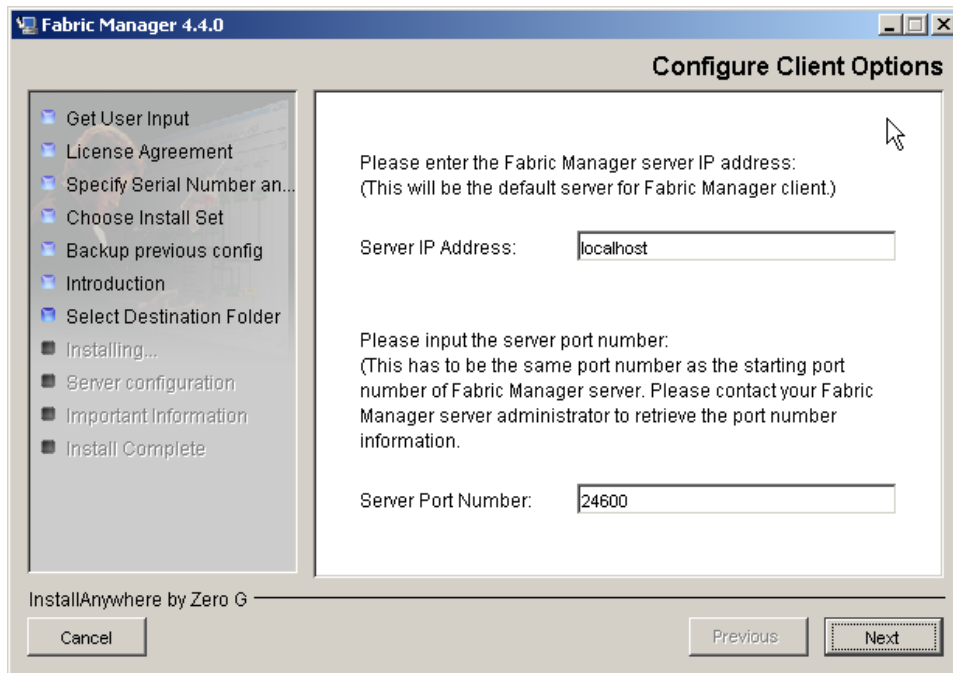 Fabric Manager 4.4.0
Configure Client Options
Get User Input
License Agreement
Specify Serial Number an...
Choose Install Set
Backup previous config
Introduction
Select Destination Folder
Installing...
Server configuration
Important Information
Install Complete
Please enter the Fabric Manager server IP address:
(This will be the default server for Fabric Manager client.)
Server IP Address: localhost
Please input the server port number:
(This has to be the same port number as the starting port
number of Fabric Manager server. Please contact your Fabric
Manager server administrator to retrieve the port number
information.
Server Port Number: 24600
InstallAnywhere by Zero G
Cancel Previous Next